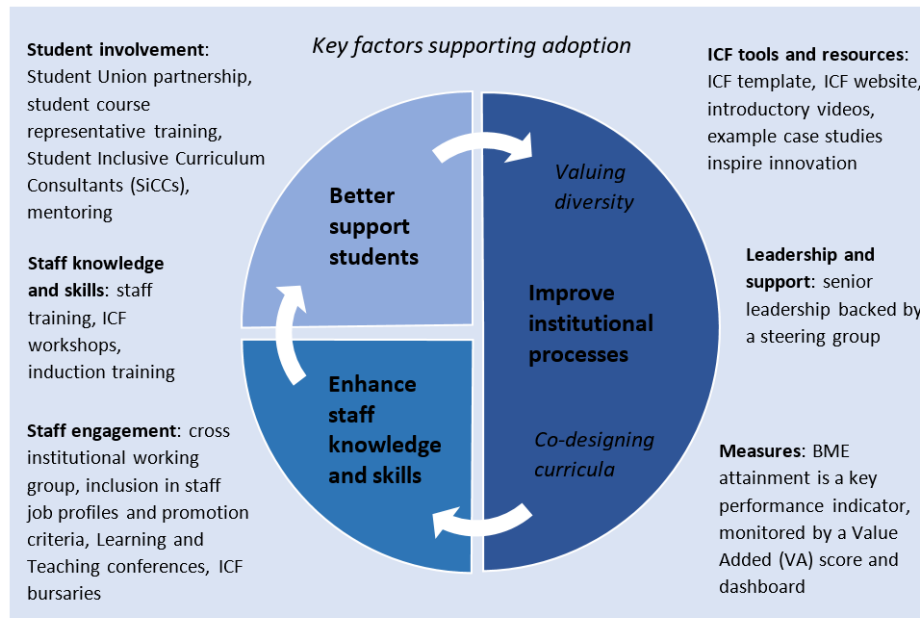 Key factors supporting adoption
Student involvement:
Student Union partnership,
student course
representative training,
Student Inclusive Curriculum
Consultants (SiCCs),
mentoring
Staff knowledge
and skills: staff
training, ICF
workshops,
induction training
Staff engagement: cross
institutional working
group, inclusion in staff
job profiles and promotion
criteria, Learning and
Teaching conferences, ICF
bursaries
Better
support
students
Enhance
staff
knowledge
and skills
Valuing
diversity
Improve
institutional
processes
Co-designing
curricula
ICF tools and resources:
ICF template, ICF website,
introductory videos,
example case studies
inspire innovation
Leadership and
support: senior
leadership backed by
a steering group
Measures: BME
attainment is a key
performance indicator,
monitored by a Value
Added (VA) score and
dashboard